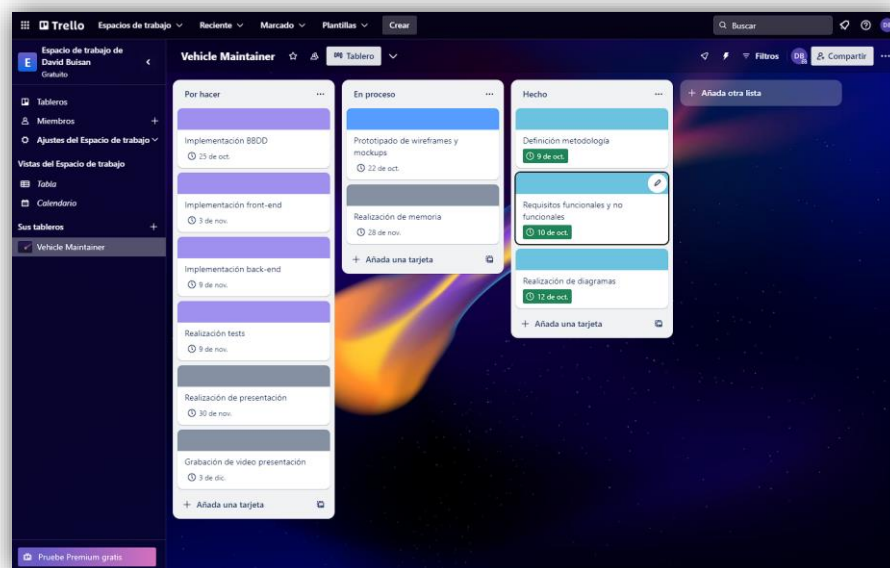 Trello
Espacios de trabajo
Reciente
Marcado
Plantillas
Crear
Buscar
E
Espacio de trabajo de
David Buisan
Gratuito
Tableros
Miembros
Ajustes del Espacio de trabajo
Vistas del Espacio de trabajo
Tabla
Calendario
Sus tableros
Vehicle Maintainer
Pruebe Premium gratis
Vehicle Maintainer
Tablero
Filtros
DB
Compartir
Por hacer
Implementación BBDD
25 de oct.
Implementación front-end
3 de nov.
Implementación back-end
9 de nov.
Realización tests
9 de nov.
Realización de presentación
30 de nov.
Grabación de video presentación
3 de dic.
+ Añada una tarjeta
En proceso
Prototipado de wireframes y
mockups
22 de oct.
Realización de memoria
28 de nov.
+ Añada una tarjeta
Hecho
Definición metodología
9 de oct.
Requisitos funcionales y no
funcionales
10 de oct.
Realización de diagramas
12 de oct.
+ Añada una tarjeta
+ Añada otra lista